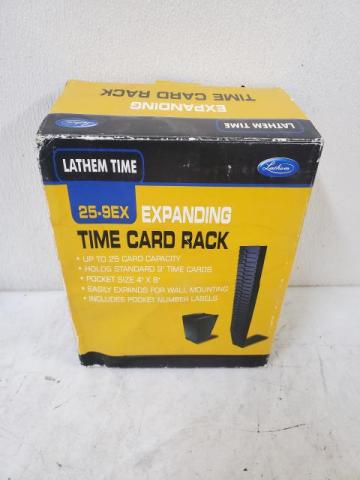 EXPANDING
TIME CARD RACK
LATHEM TIME
Lathem
LATHEM TIME
25-9EX EXPANDING
TIME CARD RACK
• UP TO 25 CARD CAPACITY
• HOLDS STANDARD 9" TIME CARDS
• POCKET SIZE 4" X 8"
• EASILY EXPANDS FOR WALL MOUNTING
• INCLUDES POCKET NUMBER LABELS